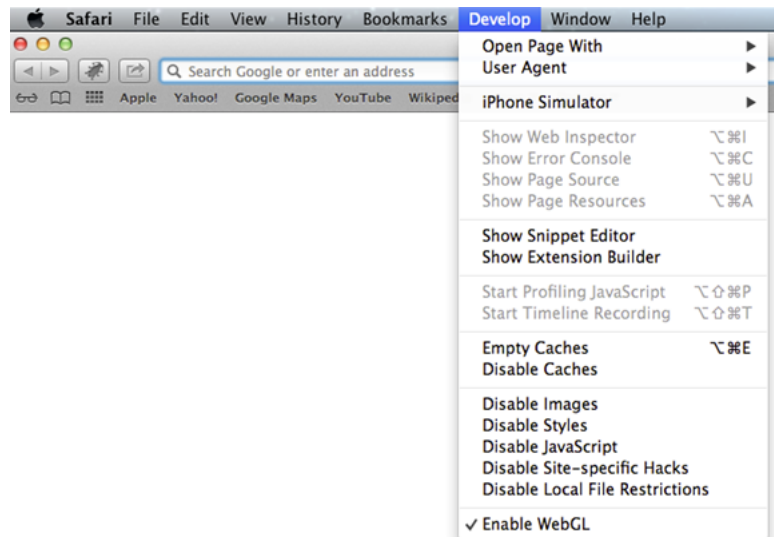 Safari File Edit View History Bookmarks Develop Window Help
Search Google or enter an address
Apple Yahoo! Google Maps YouTube Wikiped
Open Page With ▶
User Agent ▶
iPhone Simulator ▶
Show Web Inspector ⌥⌘I
Show Error Console ⌥⌘C
Show Page Source ⌥⌘U
Show Page Resources ⌥⌘A
Show Snippet Editor
Show Extension Builder
Start Profiling JavaScript ⌥⇧⌘P
Start Timeline Recording ⌥⇧⌘T
Empty Caches ⌥⌘E
Disable Caches
Disable Images
Disable Styles
Disable JavaScript
Disable Site-specific Hacks
Disable Local File Restrictions
✓ Enable WebGL